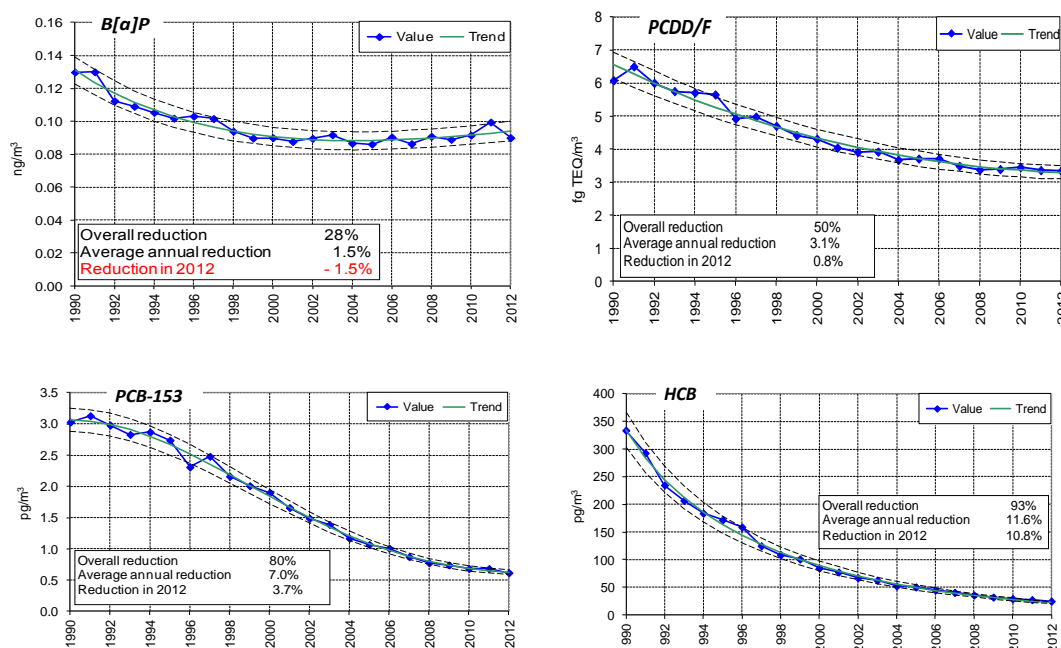 B[a]P
Value Trend
ng/m³
0.16
0.14
0.12
0.10
0.08
0.06
0.04
0.02
0.00
Overall reduction 28%
Average annual reduction 1.5%
Reduction in 2012 - 1.5%
1990 1992 1994 1996 1998 2000 2002 2004 2006 2008 2010 2012
PCDD/F
Value Trend
fg TEQ/m³
8
7
6
5
4
3
2
1
0
Overall reduction 50%
Average annual reduction 3.1%
Reduction in 2012 0.8%
1990 1992 1994 1996 1998 2000 2002 2004 2006 2008 2010
PCB-153
Value Trend
pg/m³
3.5
3.0
2.5
2.0
1.5
1.0
0.5
0.0
Overall reduction 80%
Average annual reduction 7.0%
Reduction in 2012 3.7%
1990 1992 1994 1996 1998 2000 2002 2004 2006 2008 2010 2012
HCB
Value Trend
pg/m³
400
350
300
250
200
150
100
50
0
Overall reduction 93%
Average annual reduction 11.6%
Reduction in 2012 10.8%
990 992 994 996 998 2000 2002 2004 2006 2008 2010 2012